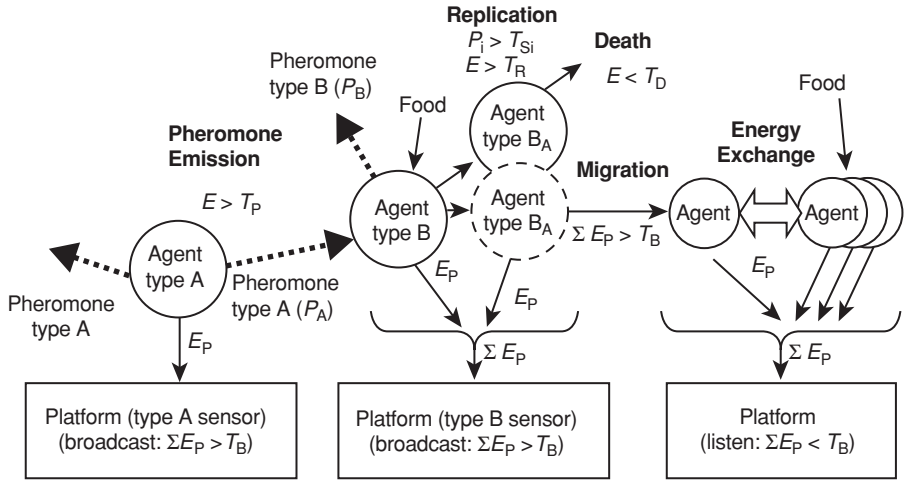 Replication
P_i > T_Si
E > T_R
Death
E < T_D
Pheromone
type B (P_B)
Food
Pheromone
Emission
E > T_P
Agent
type B_A
Migration
Energy
Exchange
Food
Agent
type A
Agent
type B
Agent
type B_A
Σ E_P > T_B
Agent
Agent
Pheromone
type A
Pheromone
type A (P_A)
E_P
E_P
E_P
E_P
Σ E_P
Σ E_P
Platform (type A sensor)
(broadcast: ΣE_P > T_B)
Platform (type B sensor)
(broadcast: ΣE_P > T_B)
Platform
(listen: ΣE_P < T_B)